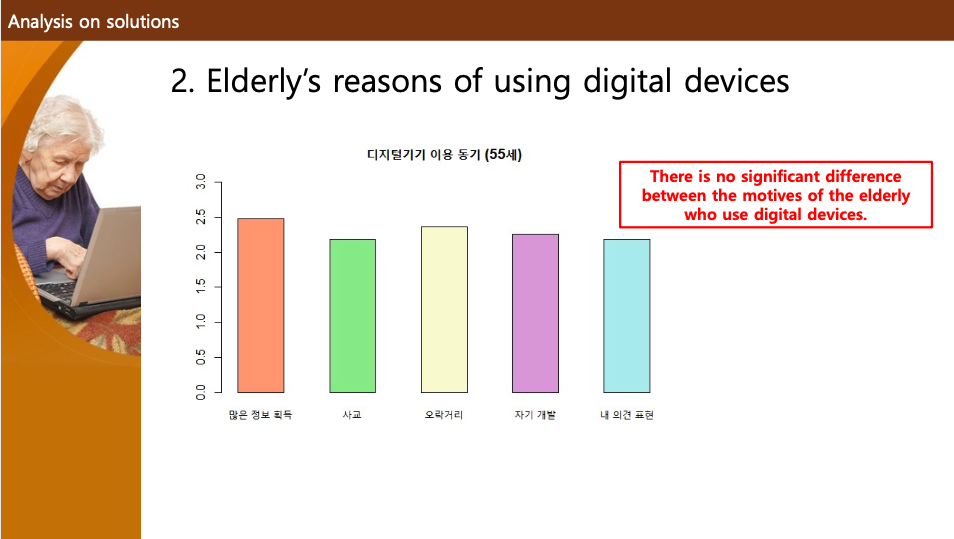 Analysis on solutions
2. Elderly’s reasons of using digital devices
디지털기기 이용 동기 (55세)
There is no significant difference
between the motives of the elderly
who use digital devices.
3.0
2.5
2.0
1.5
1.0
0.5
0.0
많은 정보 획득 사교 오락거리 자기 개발 내 의견 표현